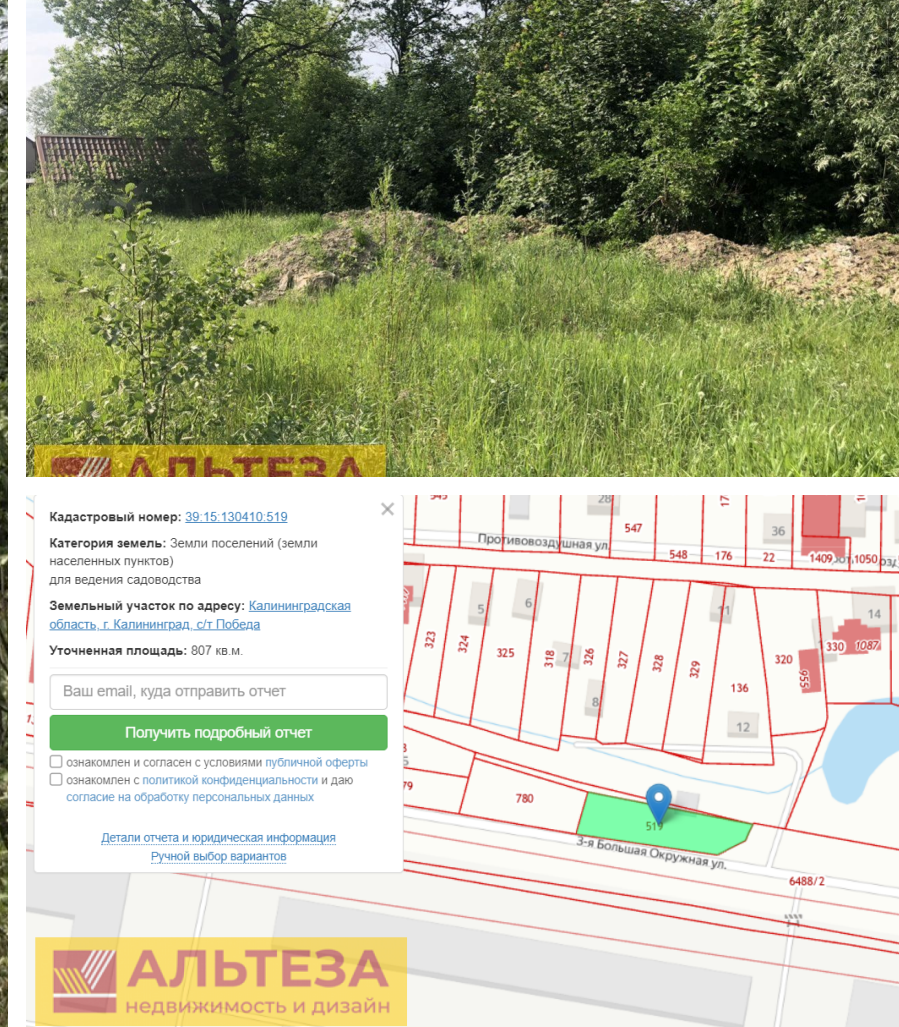 АЛЬТЕЗА
Кадастровый номер: 39:15:130410:519
Категория земель: Земли поселений (земли
населенных пунктов)
для ведения садоводства
Земельный участок по адресу: Калининградская
область, г. Калининград, с/т Победа
Уточненная площадь: 807 кв.м.
Ваш email, куда отправить отчет
Получить подробный отчет
ознакомлен и согласен с условиями публичной оферты
ознакомлен с политикой конфиденциальности и даю
согласие на обработку персональных данных
Детали отчета и юридическая информация
Ручной выбор вариантов
28
547
Противовоздушная ул.
548
176
22
36
1409
1050
5
6
11
14
323
324
325
318
7
326
327
328
329
320
330
1087
556
136
8
12
780
519
3-я Большая Окружная ул.
6488/2
АЛЬТЕЗА
недвижимость и дизайн